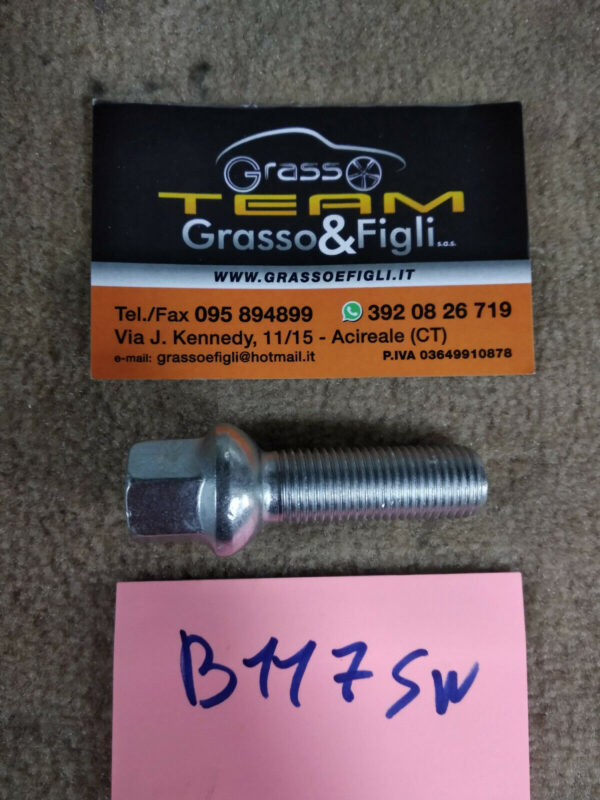 Grasso
TEAM
Grasso&Figli s.a.s.
WWW.GRASSOEFIGLI.IT
Tel./Fax 095 894899 392 08 26 719
Via J. Kennedy, 11/15 - Acireale (CT)
e-mail: grassoefigli@hotmail.it P.IVA 03649910878
B117SW